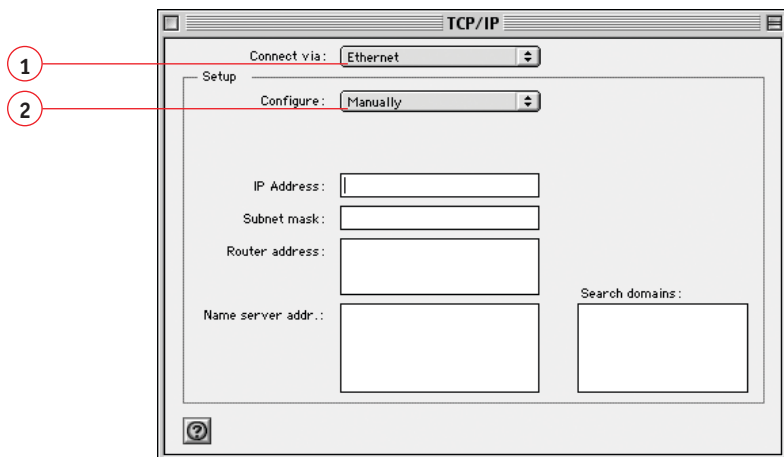 TCP/IP
1
Connect via: Ethernet
Setup
2
Configure: Manually
IP Address:
Subnet mask:
Router address:
Search domains:
Name server addr.:
?